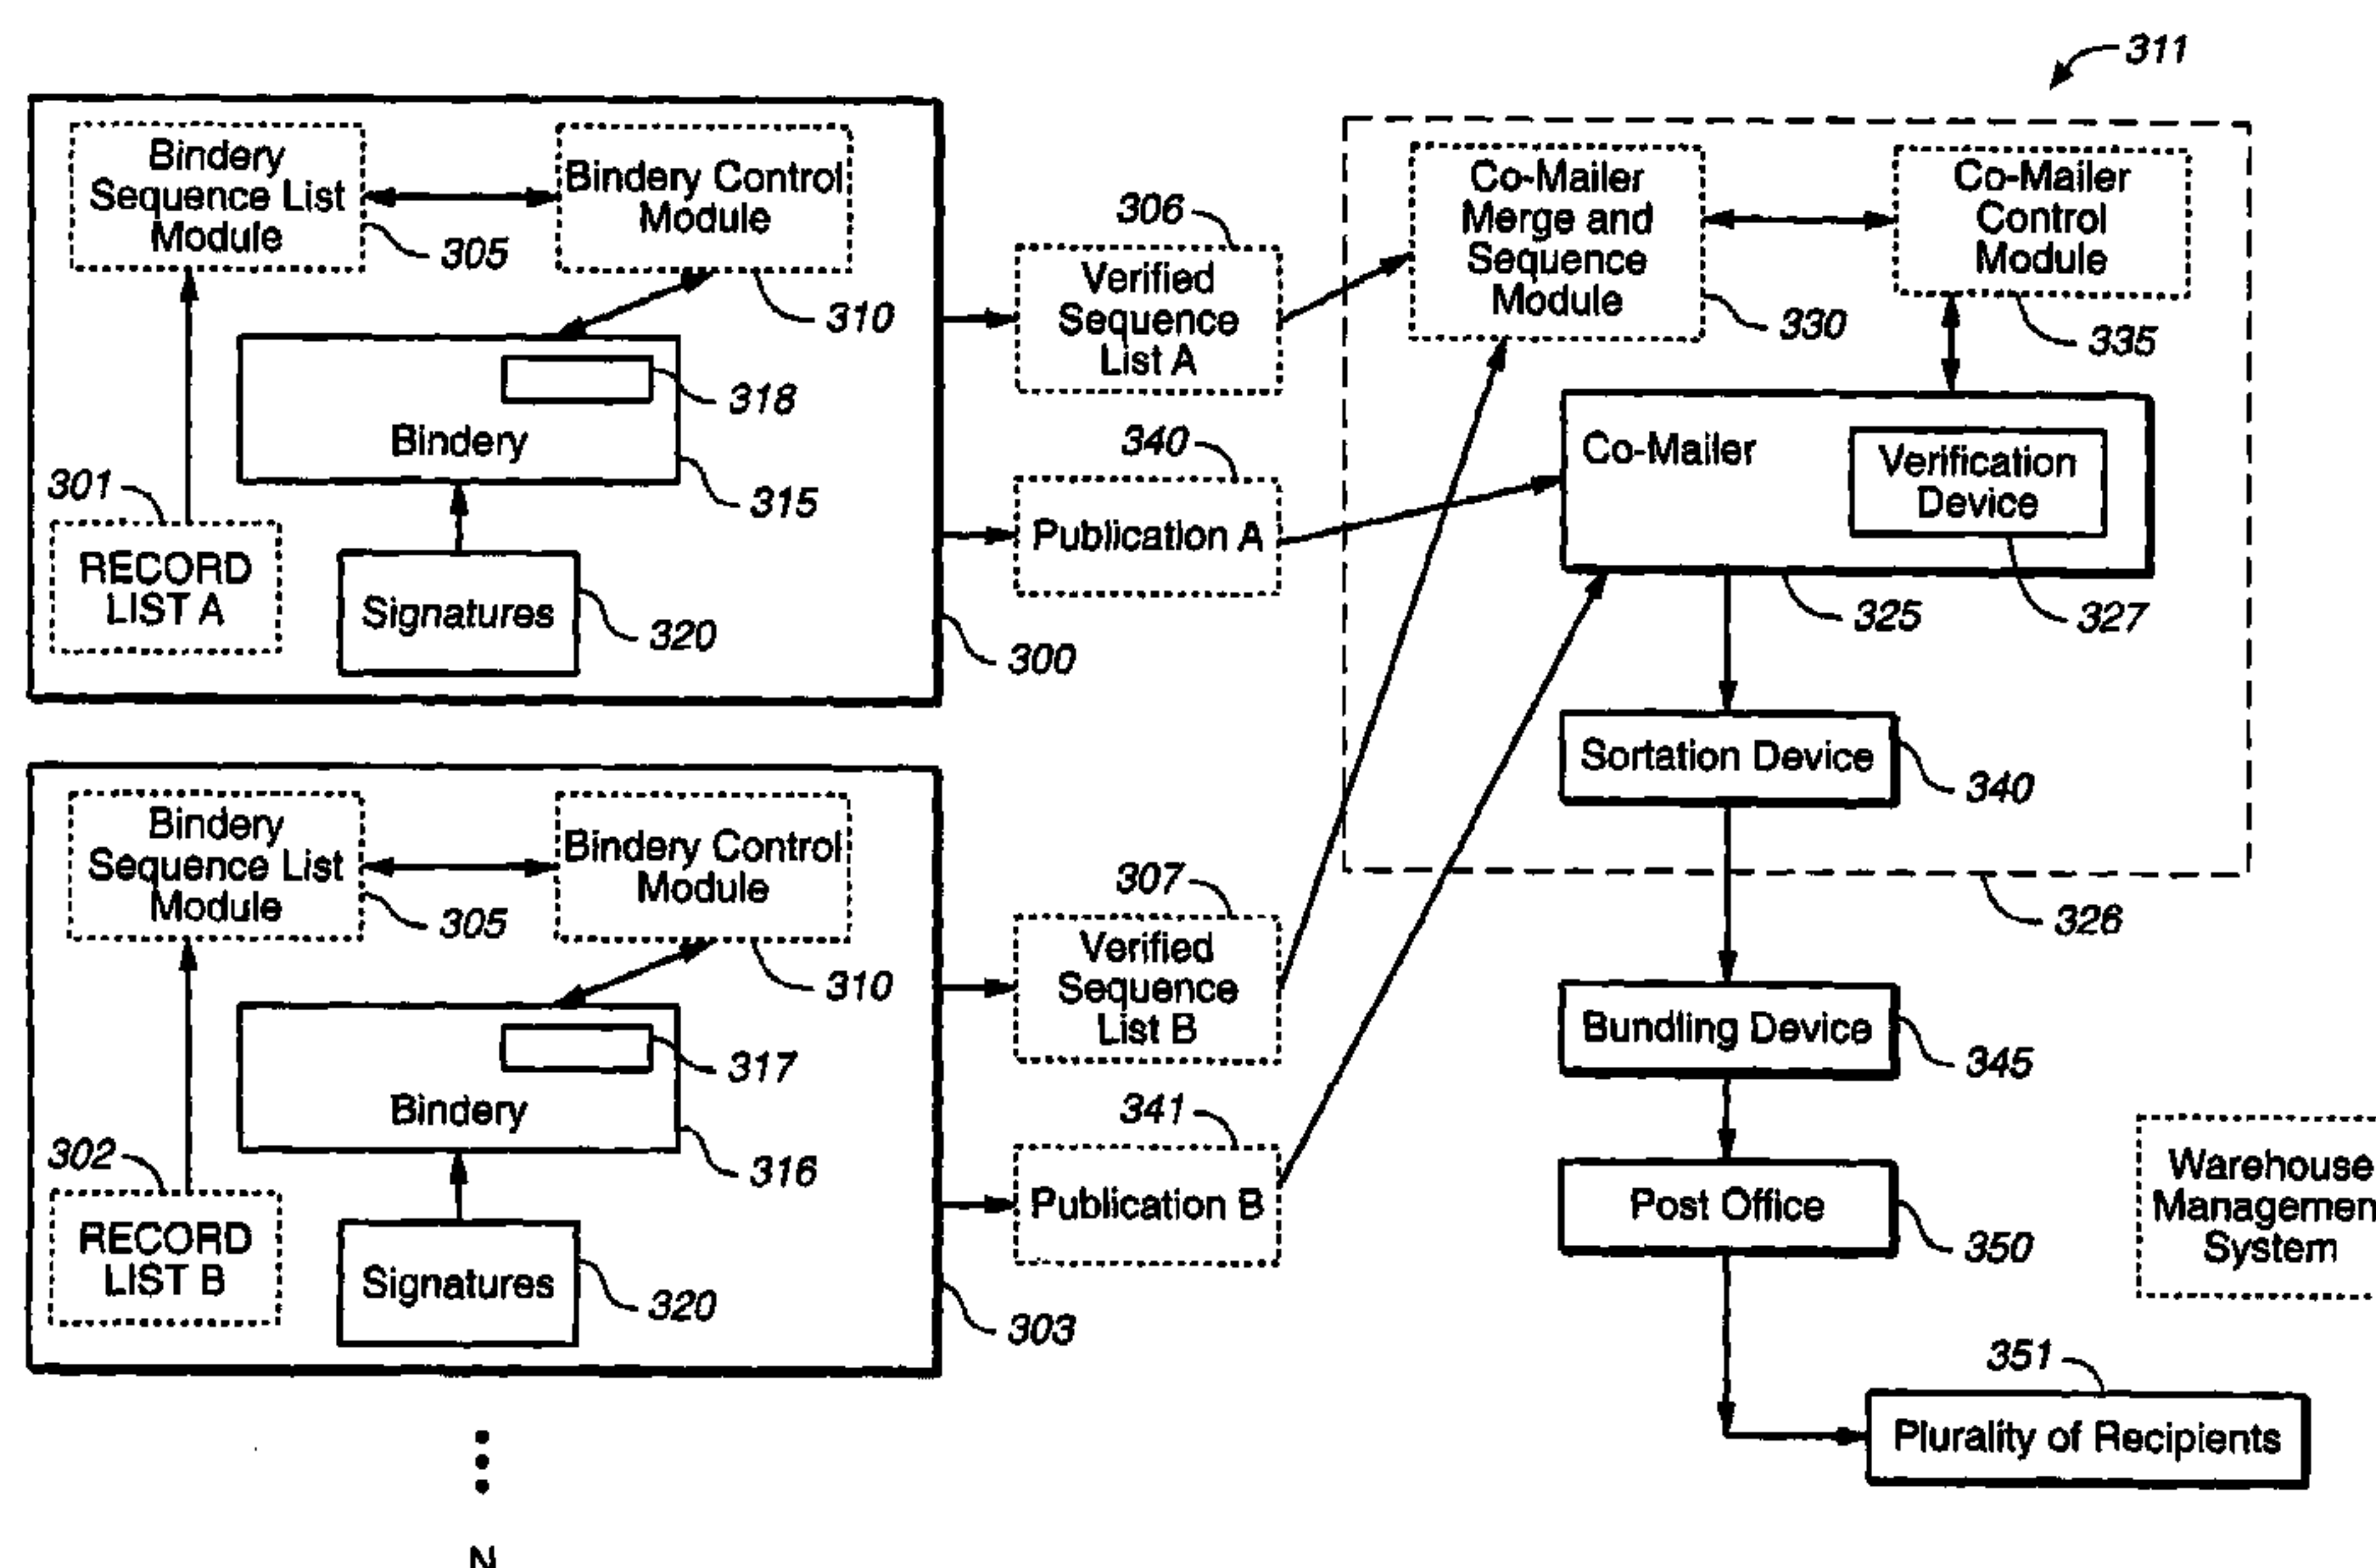 311
Bindery
Sequence List
Module
305
Bindery Control
Module
310
318
Bindery
315
301
RECORD
LIST A
Signatures
320
300
306
Verified
Sequence
List A
340
Publication A
Co-Mailer
Merge and
Sequence
Module
330
Co-Mailer
Control
Module
335
Co-Mailer
Verification
Device
325
327
Sortation Device
340
326
Bindery
Sequence List
Module
305
Bindery Control
Module
310
317
Bindery
316
302
RECORD
LIST B
Signatures
320
303
307
Verified
Sequence
List B
341
Publication B
Bundling Device
345
Post Office
350
Warehouse
Managemen
System
351
Plurality of Recipients
N